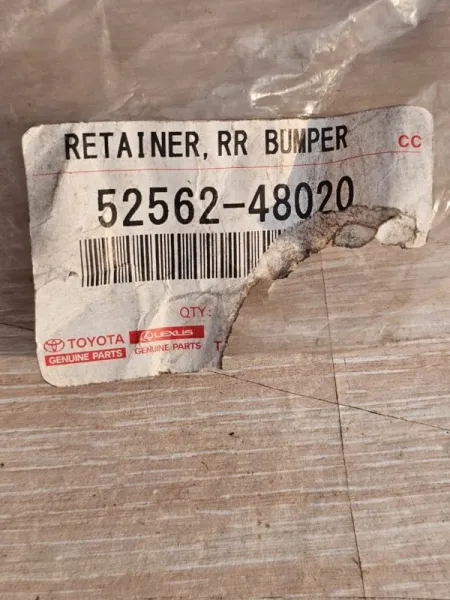 RETAINER, RR BUMPER CC
52562-48020
QTY:
TOYOTA LEXUS
GENUINE PARTS GENUINE PARTS T